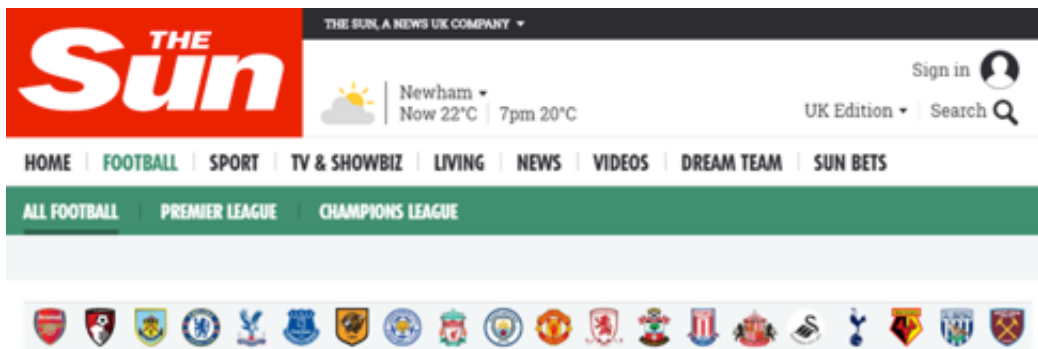 THE SUN, A NEWS UK COMPANY
THE
Sun
Newham
Now 22°C 7pm 20°C
Sign in
UK Edition Search
HOME FOOTBALL SPORT TV & SHOWBIZ LIVING NEWS VIDEOS DREAM TEAM SUN BETS
ALL FOOTBALL PREMIER LEAGUE CHAMPIONS LEAGUE